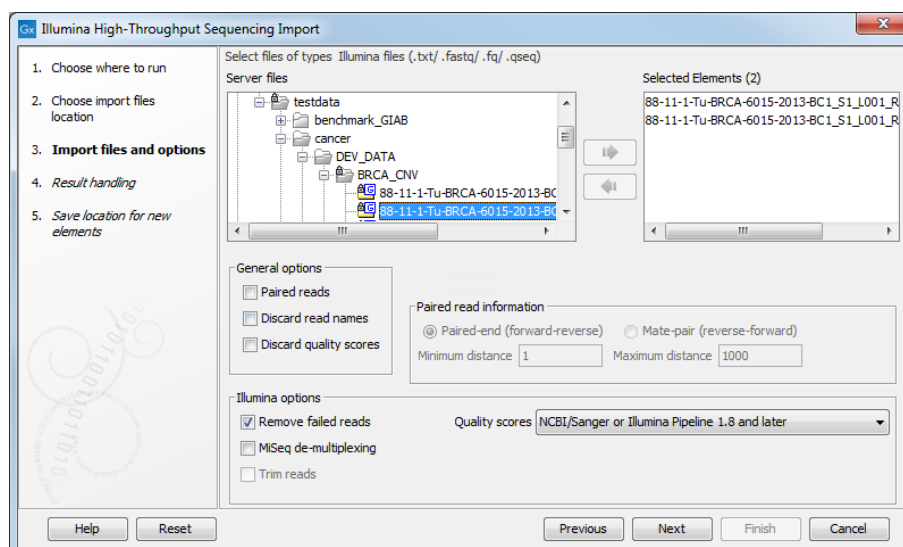 Gx Illumina High-Throughput Sequencing Import
1. Choose where to run
2. Choose import files location
3. Import files and options
4. Result handling
5. Save location for new elements
Select files of types Illumina files (.txt/ .fastq/ .fq/ .qseq)
Server files
testdata
benchmark_GIAB
cancer
DEV_DATA
BRCA_CNV
88-11-1-Tu-BRCA-6015-2013-BC
88-11-1-Tu-BRCA-6015-2013-BC
Selected Elements (2)
88-11-1-Tu-BRCA-6015-2013-BC1_S1_L001_R
88-11-1-Tu-BRCA-6015-2013-BC1_S1_L001_R
General options
Paired reads
Discard read names
Discard quality scores
Paired read information
Paired-end (forward-reverse) Mate-pair (reverse-forward)
Minimum distance 1 Maximum distance 1000
Illumina options
Remove failed reads Quality scores NCBI/Sanger or Illumina Pipeline 1.8 and later
MiSeq de-multiplexing
Trim reads
Help Reset Previous Next Finish Cancel